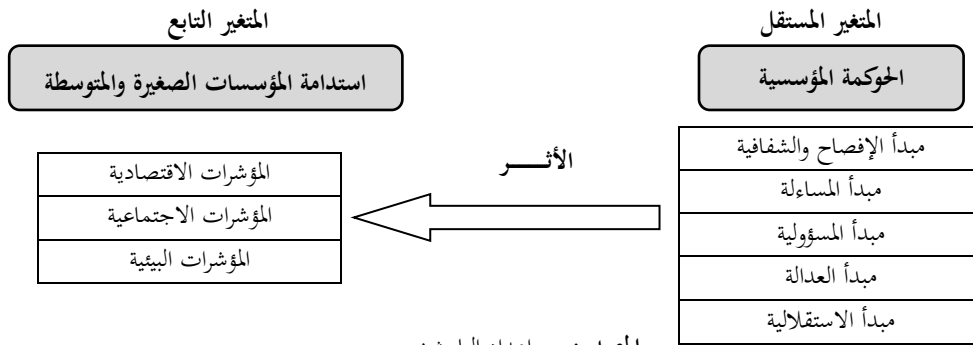 المتغير المستقل
المتغير التابع
الحوكمة المؤسسية
استدامة المؤسسات الصغيرة والمتوسطة
مبدأ الإفصاح والشفافية
مبدأ المساءلة
مبدأ المسؤولية
مبدأ العدالة
مبدأ الاستقلالية
الأثـــــر
المؤشرات الاقتصادية
المؤشرات الاجتماعية
المؤشرات البيئية